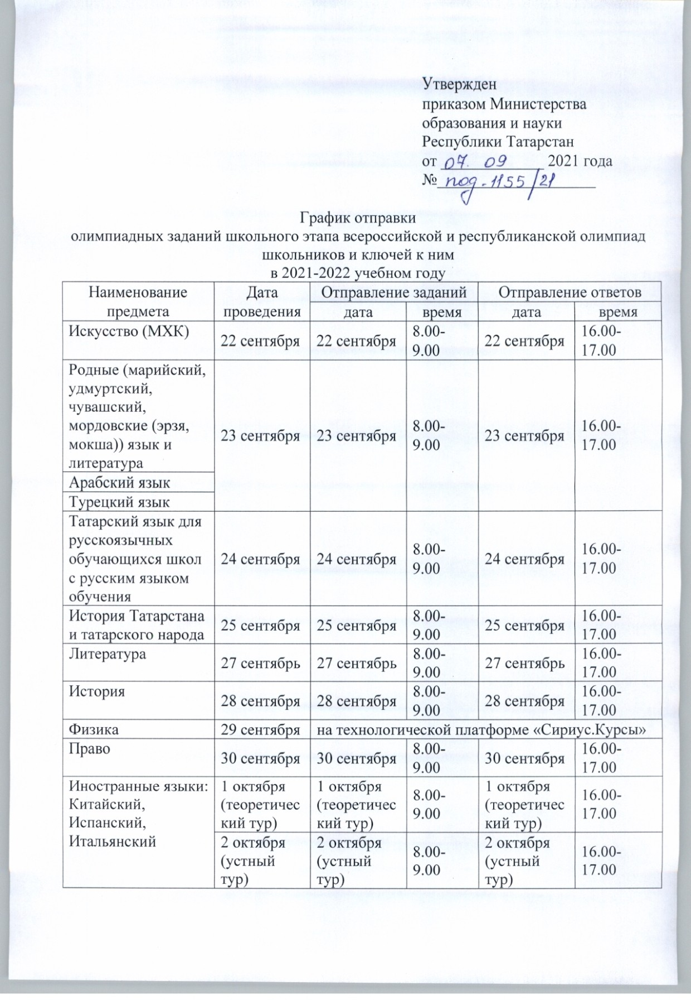 Утвержден
приказом Министерства
образования и науки
Республики Татарстан
от 07. 09 2021 года
№ под-1155/21
График отправки
олимпиадных заданий школьного этапа всероссийской и республиканской олимпиад
школьников и ключей к ним
в 2021-2022 учебном году
Наименование предмета Дата проведения Отправление заданий Отправление ответов
дата время дата время
Искусство (МХК) 22 сентября 22 сентября 8.00-9.00 22 сентября 16.00-17.00
Родные (марийский,
удмуртский,
чувашский,
мордовские (эрзя,
мокша)) язык и
литература
23 сентября 23 сентября 8.00-9.00 23 сентября 16.00-17.00
Арабский язык
Турецкий язык
Татарский язык для
русскоязычных
обучающихся школ
с русским языком
обучения
24 сентября 24 сентября 8.00-9.00 24 сентября 16.00-17.00
История Татарстана
и татарского народа
25 сентября 25 сентября 8.00-9.00 25 сентября 16.00-17.00
Литература 27 сентябрь 27 сентябрь 8.00-9.00 27 сентябрь 16.00-17.00
История 28 сентября 28 сентября 8.00-9.00 28 сентября 16.00-17.00
Физика 29 сентября на технологической платформе «Сириус.Курсы»
Право 30 сентября 30 сентября 8.00-9.00 30 сентября 16.00-17.00
Иностранные языки:
Китайский,
Испанский,
Итальянский
1 октября (теоретический тур) 1 октября (теоретический тур) 8.00-9.00 1 октября (теоретический тур) 16.00-17.00
2 октября (устный тур) 2 октября (устный тур) 8.00-9.00 2 октября (устный тур) 16.00-17.00